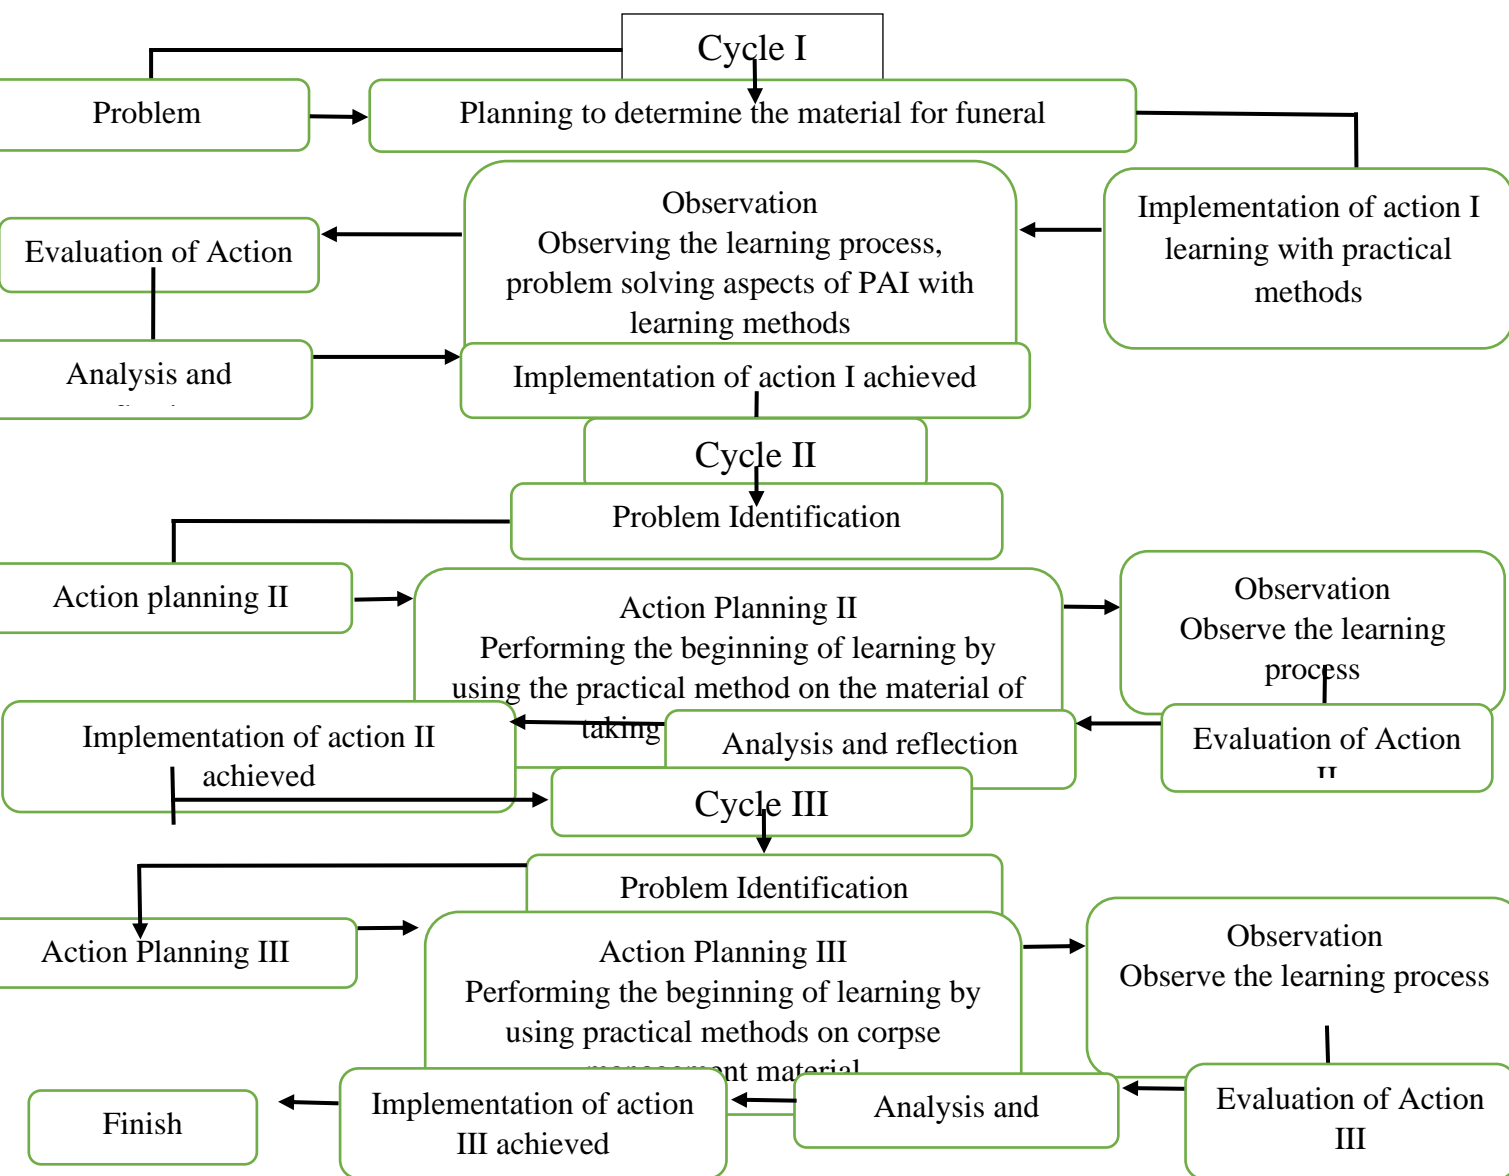 Cycle I
Problem
Planning to determine the material for funeral
Implementation of action I
learning with practical
methods
Observation
Observing the learning process,
problem solving aspects of PAI with
learning methods
Evaluation of Action
Analysis and
Implementation of action I achieved
Cycle II
Problem Identification
Action planning II
Action Planning II
Performing the beginning of learning by
using the practical method on the material of
taking
Observation
Observe the learning
process
Evaluation of Action
II
Analysis and reflection
Implementation of action II
achieved
Cycle III
Problem Identification
Action Planning III
Action Planning III
Performing the beginning of learning by
using practical methods on corpse
management material
Observation
Observe the learning process
Evaluation of Action
III
Analysis and
Implementation of action
III achieved
Finish